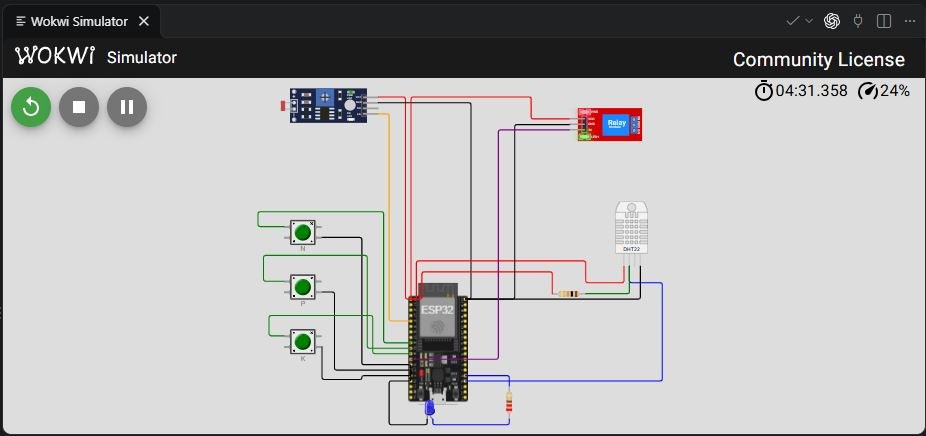 Wokwi Simulator
WOKWI Simulator
Community License
04:31.358 24%
Relay
N
DHT22
P
ESP32
K